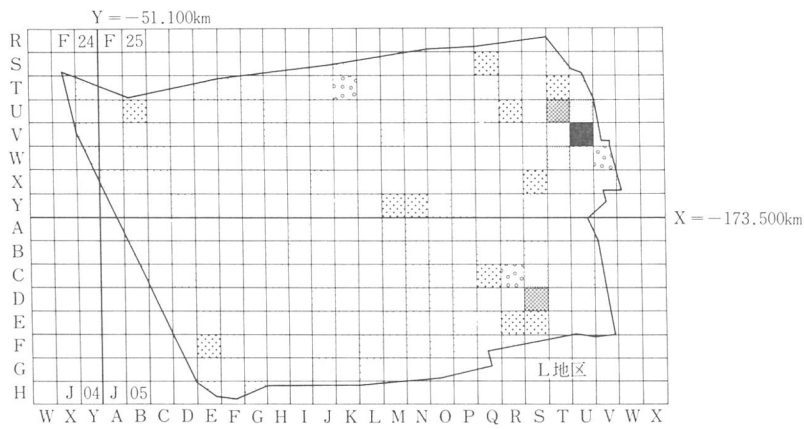 Y=−51.100km
R F 24 F 25
S
T
U
V
W
X
Y
X=−173.500km
A
B
C
D
E
F
G L地区
H J 04 J 05
W X Y A B C D E F G H I J K L M N O P Q R S T U V W X